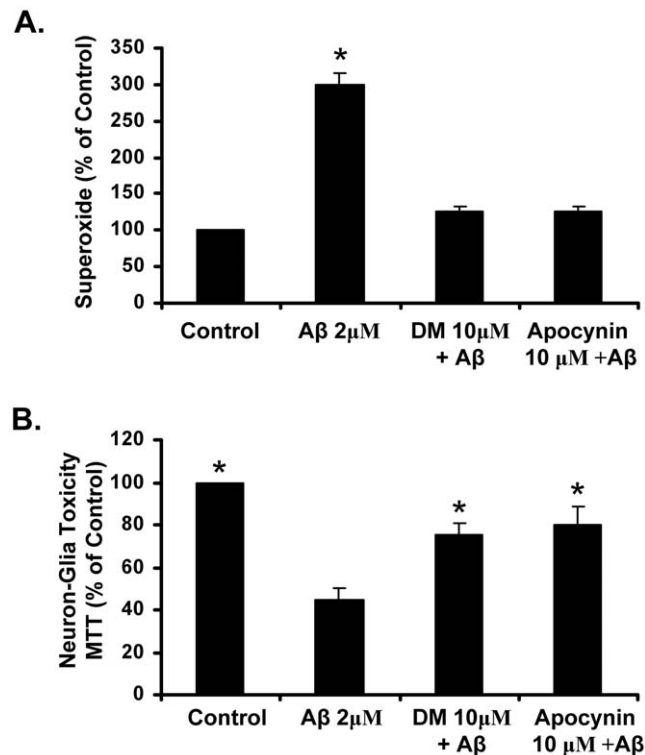 A.
Superoxide (% of Control)
350
300
250
200
150
100
50
0
*
Control
Aβ 2μM
DM 10μM
+ Aβ
Apocynin
10 μM +Aβ
B.
Neuron-Glia Toxicity
MTT (% of Control)
120
100
80
60
40
20
0
*
*
*
Control
Aβ 2μM
DM 10μM
+ Aβ
Apocynin
10 μM +Aβ